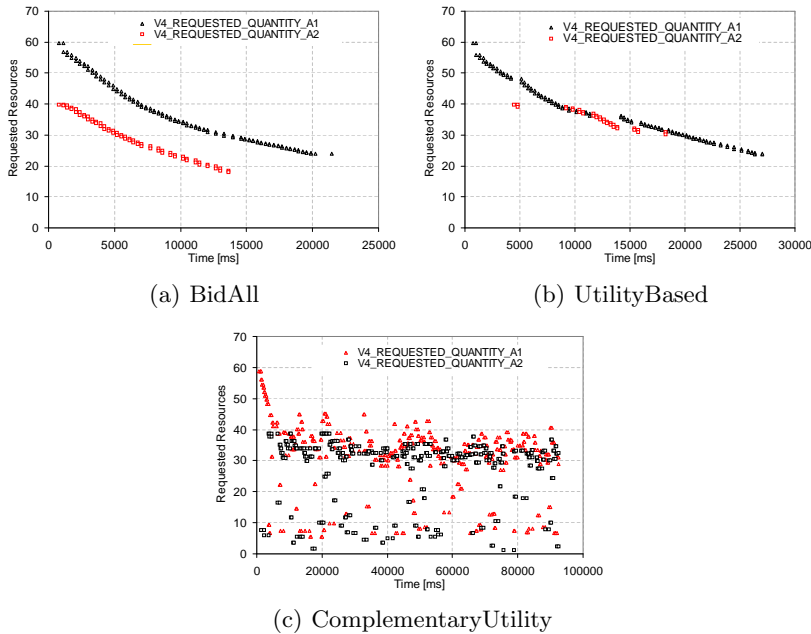 V4_REQUESTED_QUANTITY_A1
V4_REQUESTED_QUANTITY_A2
Requested Resources
70
60
50
40
30
20
10
0
0 5000 10000 15000 20000 25000
Time [ms]
(a) BidAll
V4_REQUESTED_QUANTITY_A1
V4_REQUESTED_QUANTITY_A2
Requested Resources
70
60
50
40
30
20
10
0
0 5000 10000 15000 20000 25000 30000
Time [ms]
(b) UtilityBased
V4_REQUESTED_QUANTITY_A1
V4_REQUESTED_QUANTITY_A2
Requested Resources
70
60
50
40
30
20
10
0
0 20000 40000 60000 80000 100000
Time [ms]
(c) ComplementaryUtility